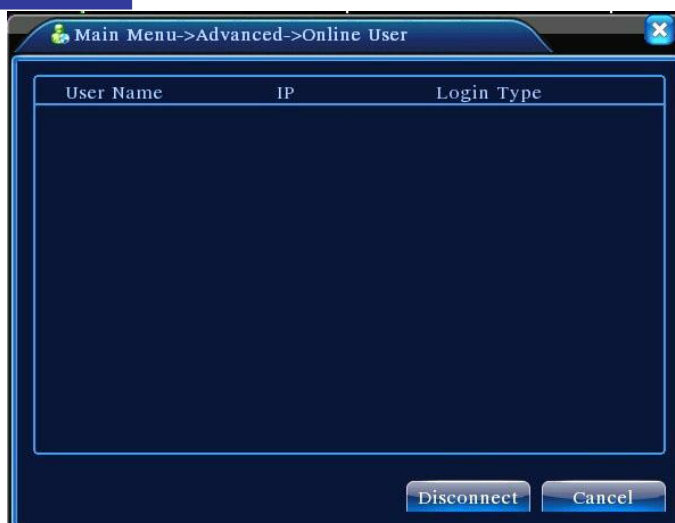 Main Menu->Advanced->Online User
User Name IP Login Type
Disconnect Cancel